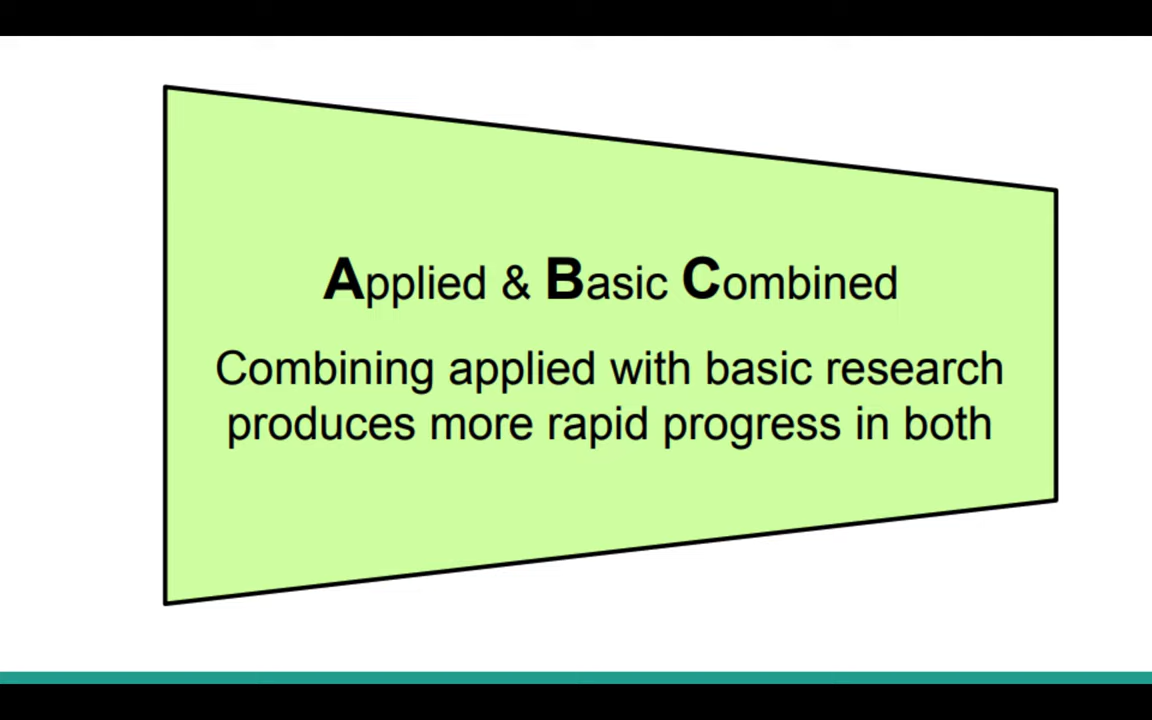 Applied & Basic Combined
Combining applied with basic research
produces more rapid progress in both